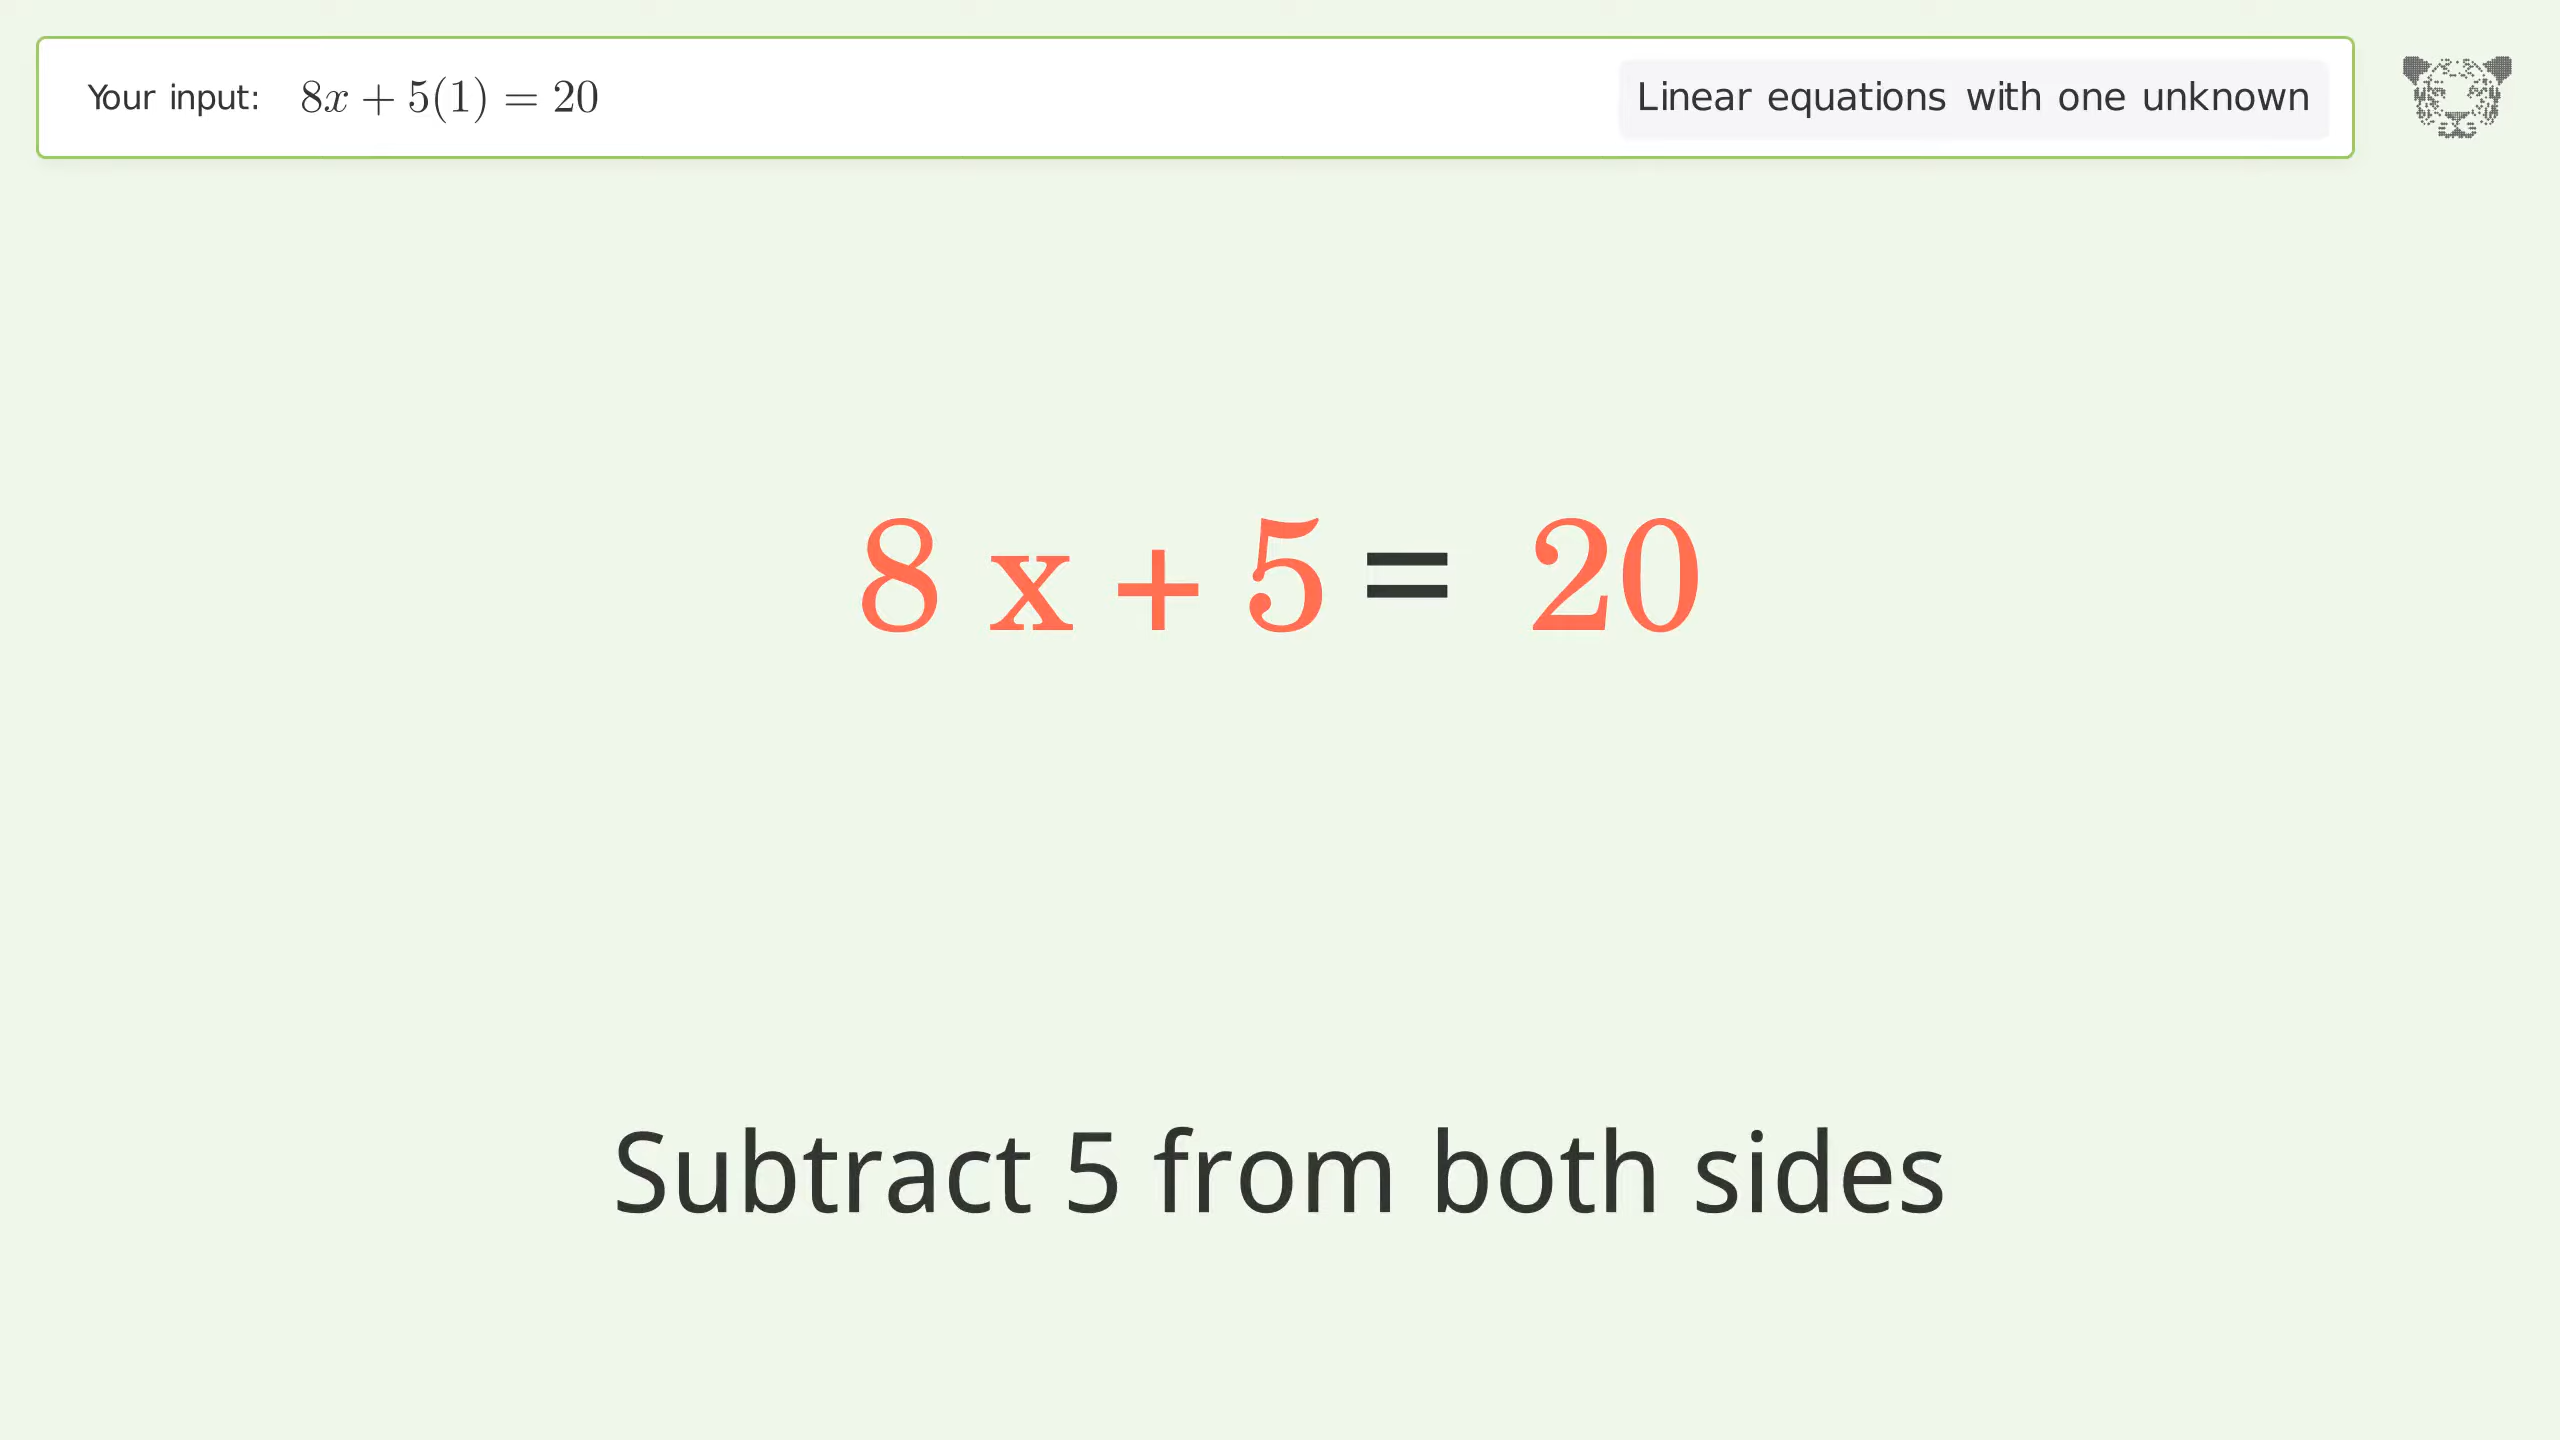 Your input: 8x + 5(1) = 20
Linear equations with one unknown
8 x + 5 = 20
Subtract 5 from both sides